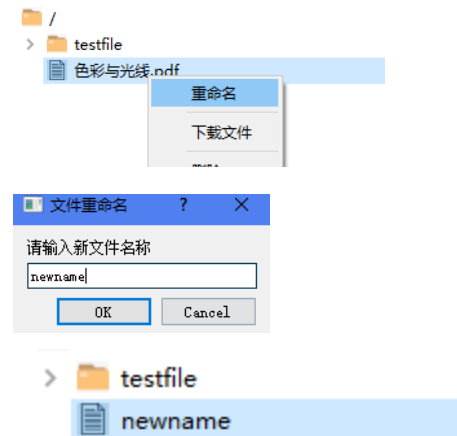 /
testfile
色彩与光线.pdf
重命名
下载文件
文件重命名 ?
请输入新文件名称
newname
OK Cancel
testfile
newname